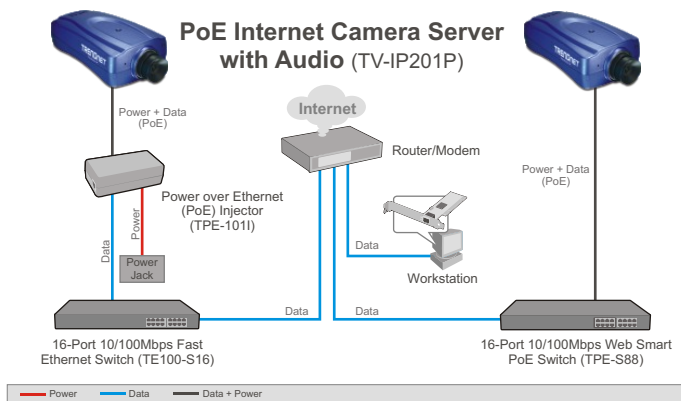 PoE Internet Camera Server
with Audio (TV-IP201P)
TRENDNET
TRENDNET
Power + Data
(PoE)
Internet
Router/Modem
Power + Data
(PoE)
Power over Ethernet
(PoE) Injector
(TPE-101I)
Data
Power
Power
Jack
Data
Workstation
Data
Data
16-Port 10/100Mbps Fast
Ethernet Switch (TE100-S16)
16-Port 10/100Mbps Web Smart
PoE Switch (TPE-S88)
Power
Data
Data + Power